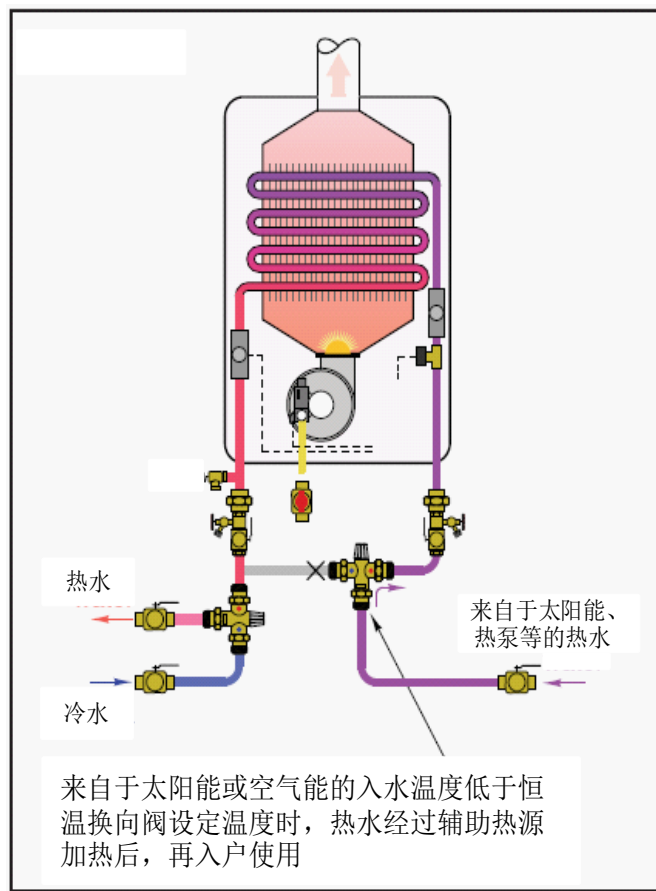 热水
来自于太阳能、
热泵等的热水
冷水
来自于太阳能或空气能的入水温度低于恒
温换向阀设定温度时，热水经过辅助热源
加热后，再入户使用